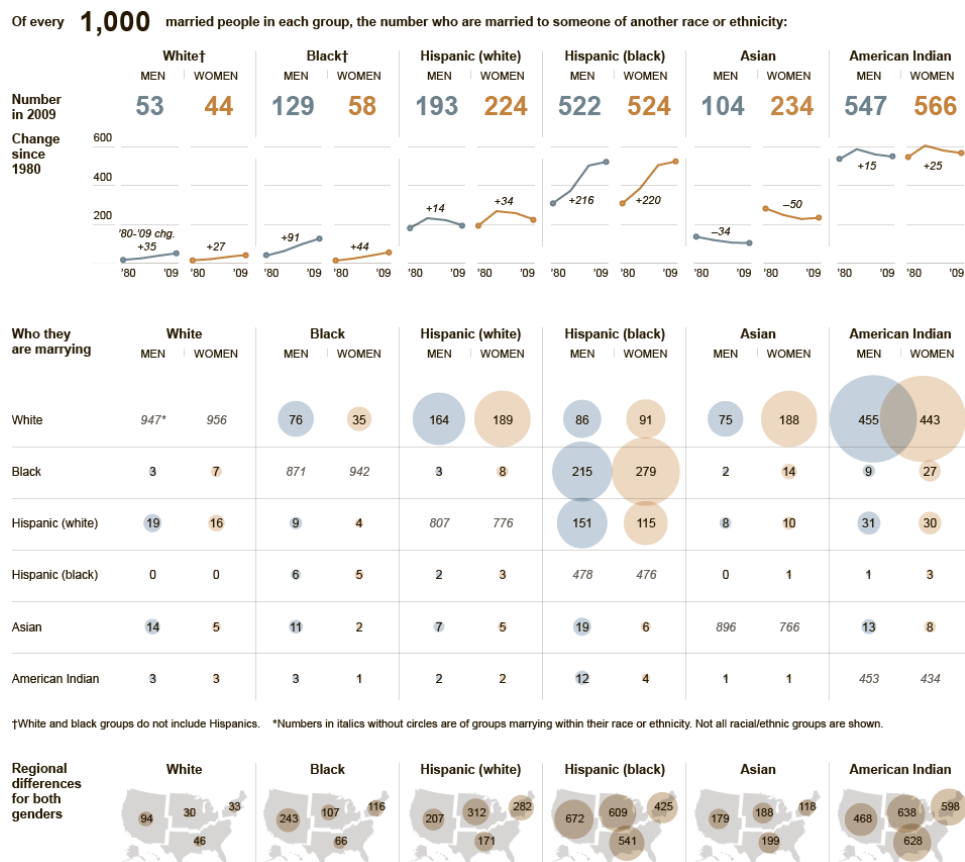 Of every 1,000 married people in each group, the number who are married to someone of another race or ethnicity:
White† Black† Hispanic (white) Hispanic (black) Asian American Indian
MEN WOMEN MEN WOMEN MEN WOMEN MEN WOMEN MEN WOMEN MEN WOMEN
Number in 2009 53 44 129 58 193 224 522 524 104 234 547 566
Change since 1980
600
400
200
'80-'09 chg.
+35 +27 +91 +44 +14 +34 +216 +220 –34 –50 +15 +25
'80 '09 '80 '09 '80 '09 '80 '09 '80 '09 '80 '09
Who they are marrying
White Black Hispanic (white) Hispanic (black) Asian American Indian
MEN WOMEN MEN WOMEN MEN WOMEN MEN WOMEN MEN WOMEN MEN WOMEN
White 947* 956 76 35 164 189 86 91 75 188 455 443
Black 3 7 871 942 3 8 215 279 2 14 9 27
Hispanic (white) 19 16 9 4 807 776 151 115 8 10 31 30
Hispanic (black) 0 0 6 5 2 3 478 476 0 1 1 3
Asian 14 5 11 2 7 5 19 6 896 766 13 8
American Indian 3 3 3 1 2 2 12 4 1 1 453 434
†White and black groups do not include Hispanics. *Numbers in italics without circles are of groups marrying within their race or ethnicity. Not all racial/ethnic groups are shown.
Regional differences for both genders
White Black Hispanic (white) Hispanic (black) Asian American Indian
94 30 33 46
243 107 116 66
207 312 282 171
672 609 425 541
179 188 118 199
468 638 598 628